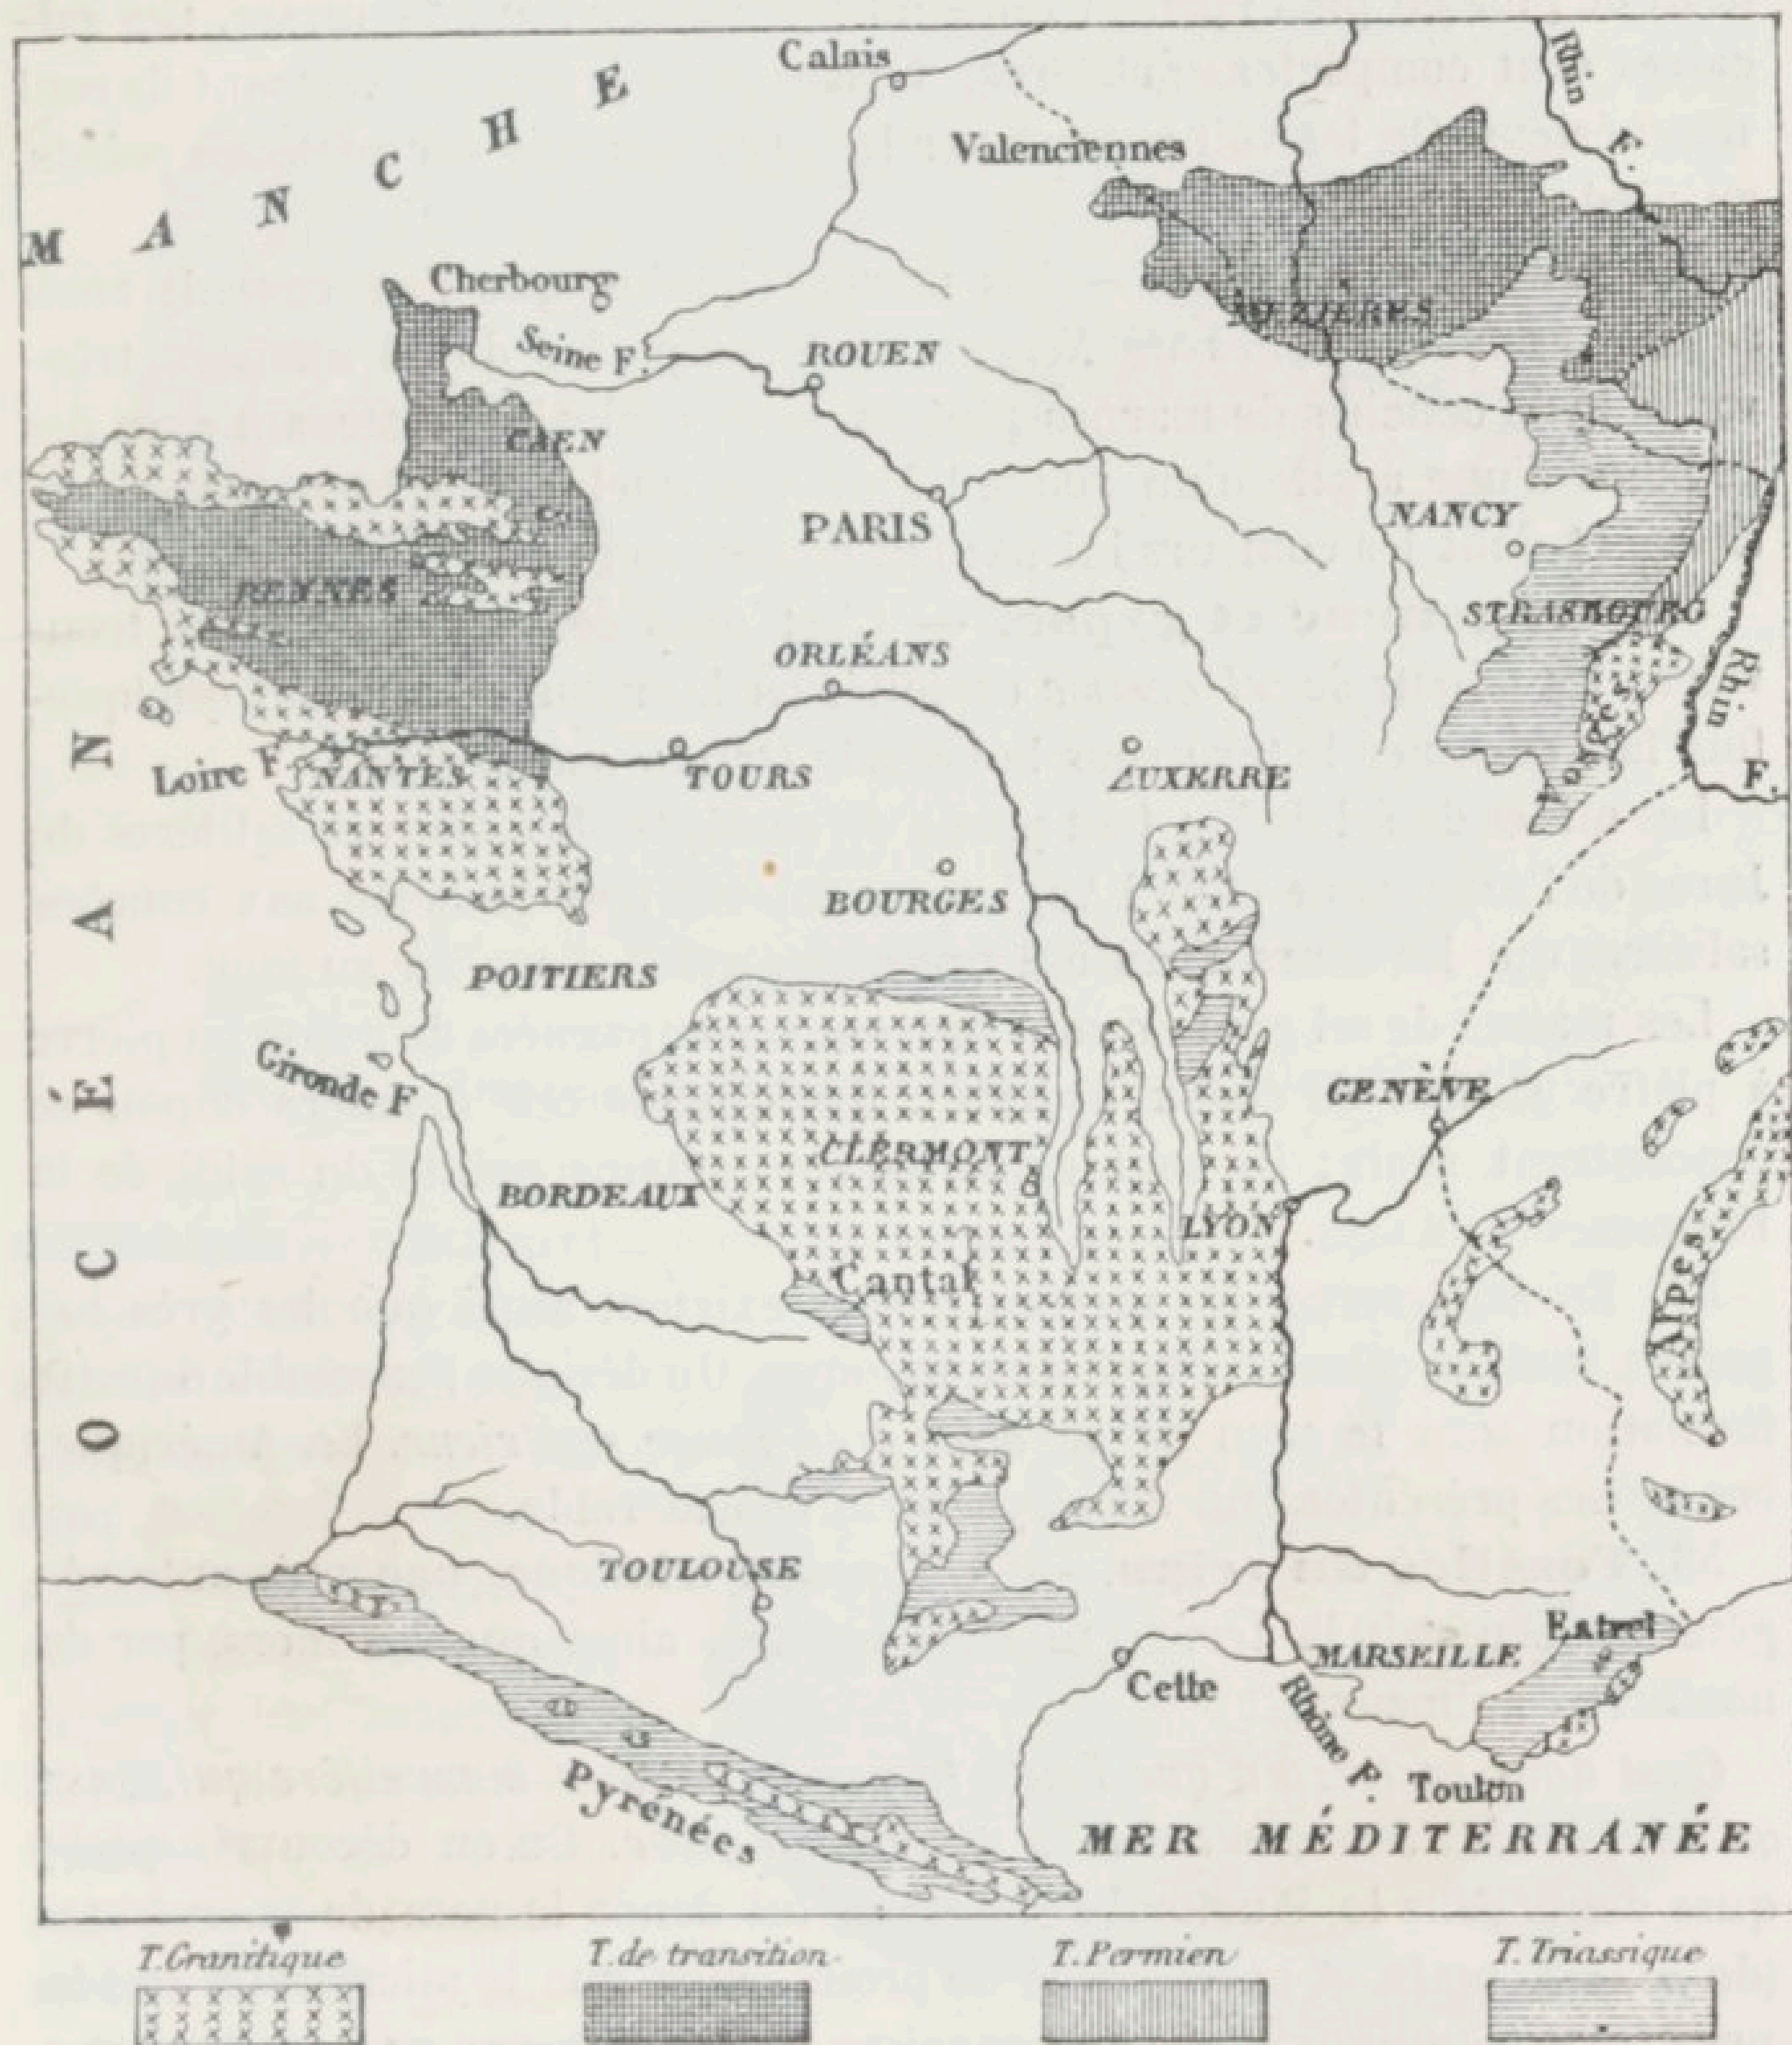 Calais
Rhin
F.
MANCHE
Valenciennes
Cherbourg
Seine F.
ROUEN
MÉZIÈRES
CAEN
PARIS
NANCY
RENNES
STRASBOURG
ORLÉANS
Rhin
F.
Loire F.
NANTES
TOURS
AUXERRE
OCÉAN
BOURGES
POITIERS
Gironde F.
GENÈVE
CLERMONT
BORDEAUX
LYON
Cantal
Alpes
TOULOUSE
Esterel
MARSEILLE
Cette
Rhône F.
Toulon
Pyrénées
MER MÉDITERRANÉE
T. Granitique
T. de transition
T. Permien
T. Triassique